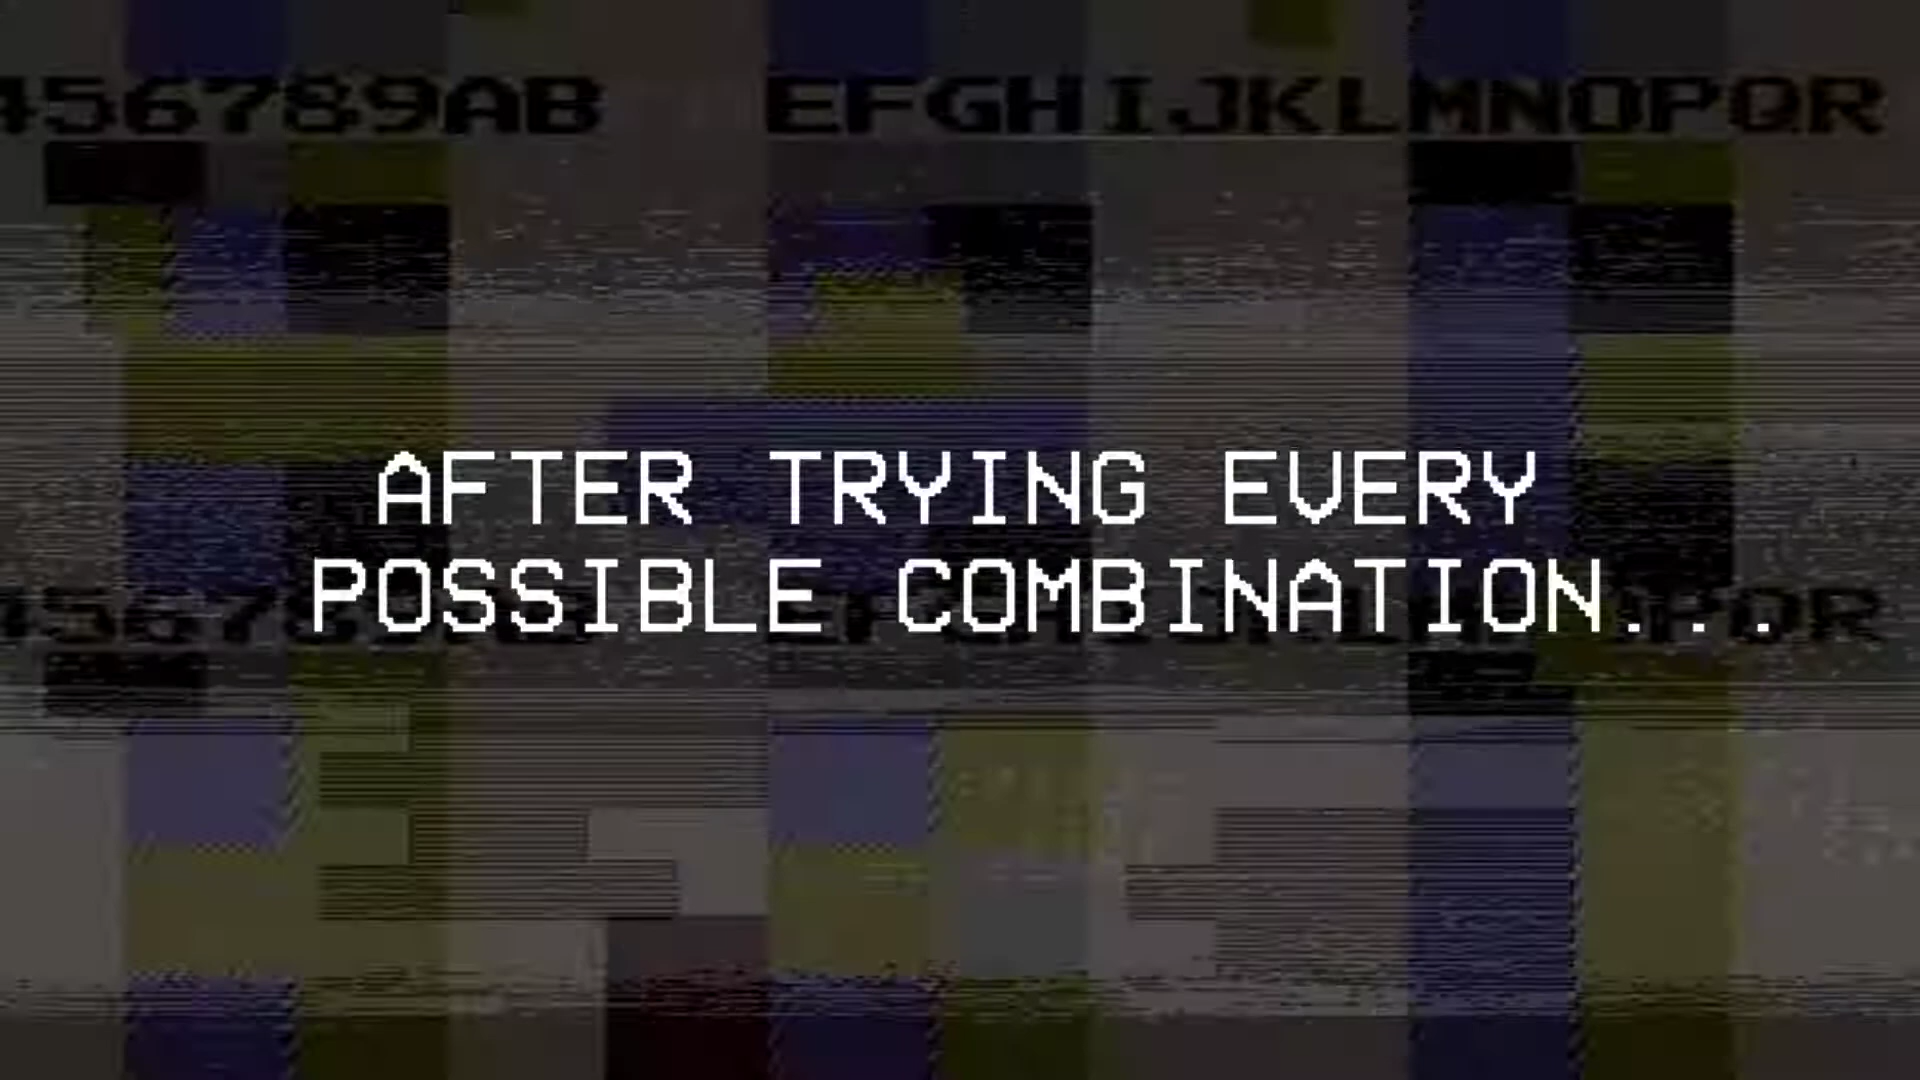 456789AB EFGHIJKLMNOPQR
AFTER TRYING EVERY
POSSIBLE COMBINATION...